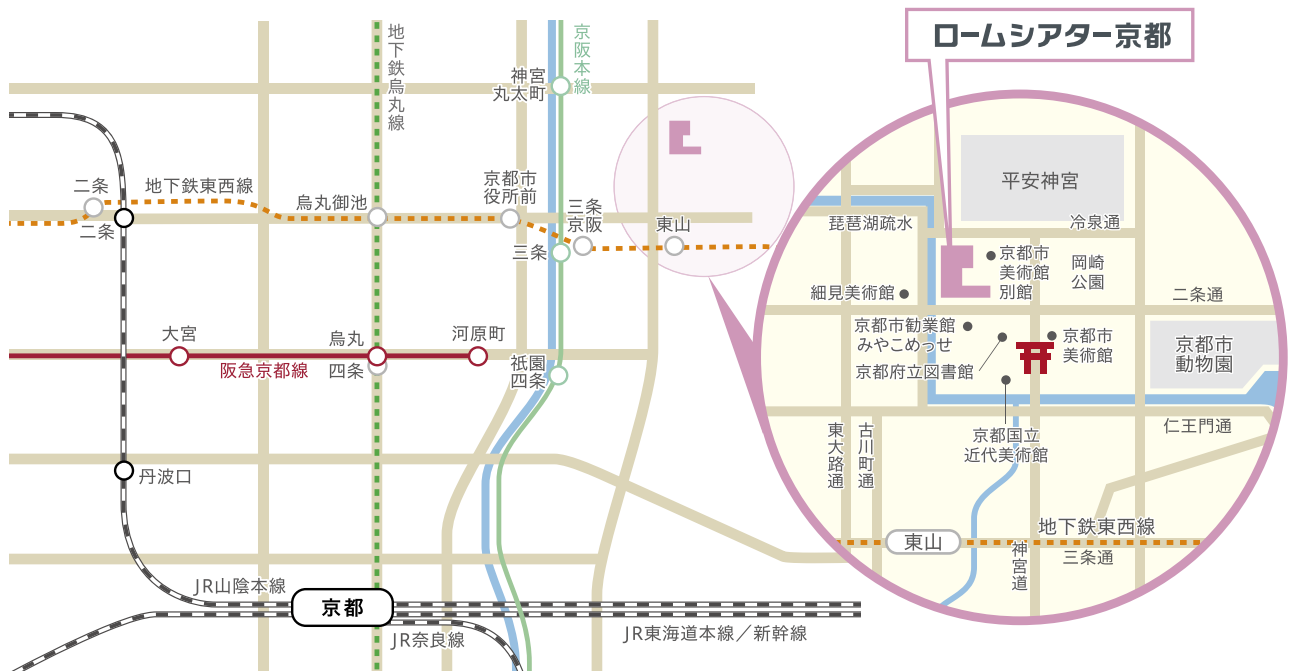 ロームシアター京都
地下鉄烏丸線
京阪本線
神宮
丸太町
二条
地下鉄東西線
烏丸御池
京都市
役所前
三条
京阪
東山
二条
三条
大宮
烏丸
河原町
阪急京都線
四条
祇園
四条
丹波口
JR山陰本線
京都
JR奈良線
JR東海道本線／新幹線
平安神宮
琵琶湖疏水
冷泉通
京都市
美術館
別館
岡崎
公園
細見美術館
二条通
京都市勧業館
みやこめっせ
京都市
美術館
京都市
動物園
京都府立図書館
仁王門通
東大路通
古川町通
京都国立
近代美術館
地下鉄東西線
東山
神宮道
三条通